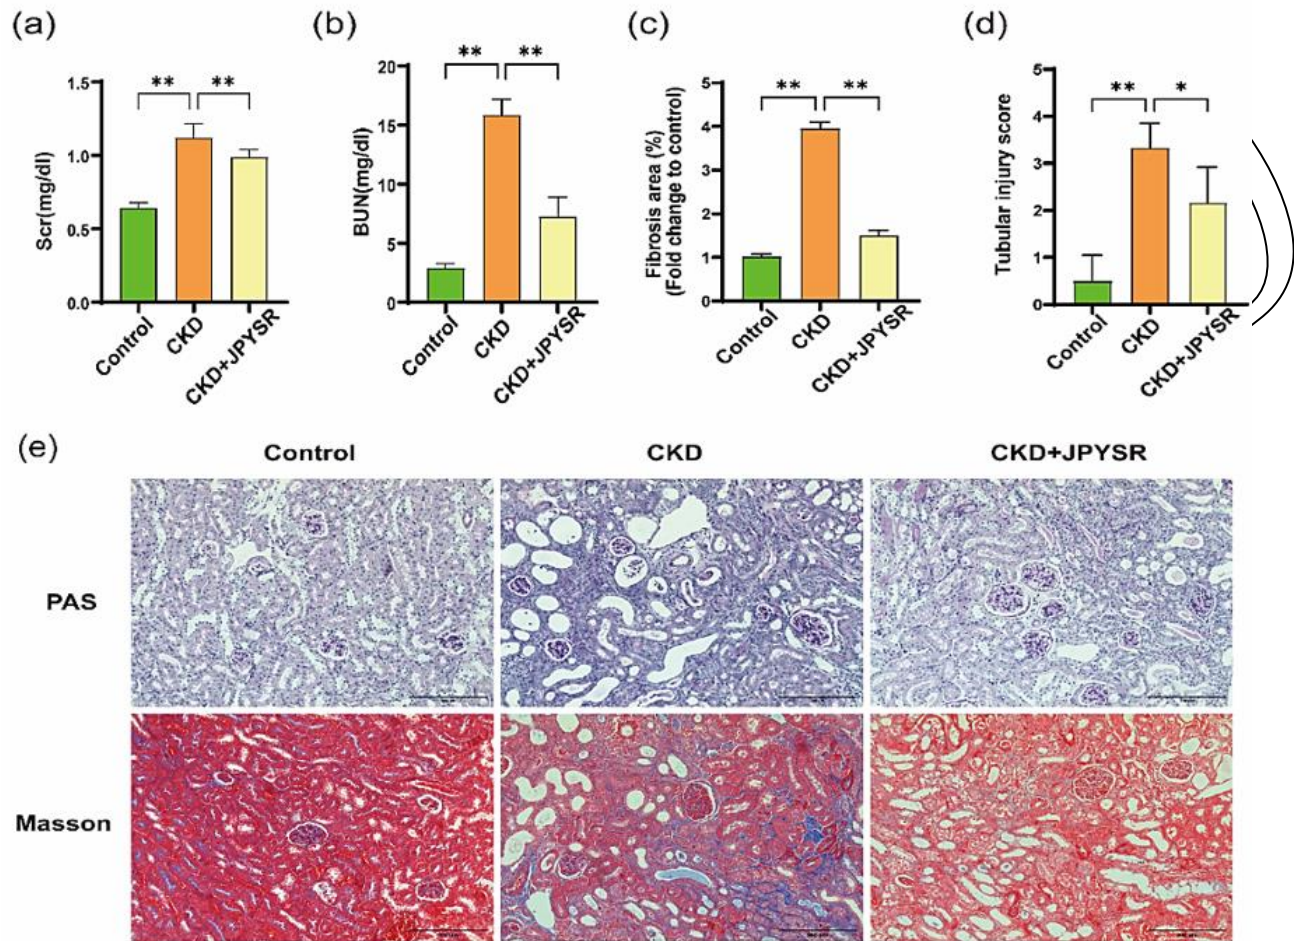 (a)
Scr(mg/dl)
1.5
1.0
0.5
0.0
**
**
Control
CKD
CKD+JPYSR
(b)
BUN(mg/dl)
20
15
10
5
0
**
**
Control
CKD
CKD+JPYSR
(c)
Fibrosis area (%)
(Fold change to control)
5
4
3
2
1
0
**
**
Control
CKD
CKD+JPYSR
(d)
Tubular injury score
5
4
3
2
1
0
**
*
Control
CKD
CKD+JPYSR
(e)
Control
CKD
CKD+JPYSR
PAS
Masson